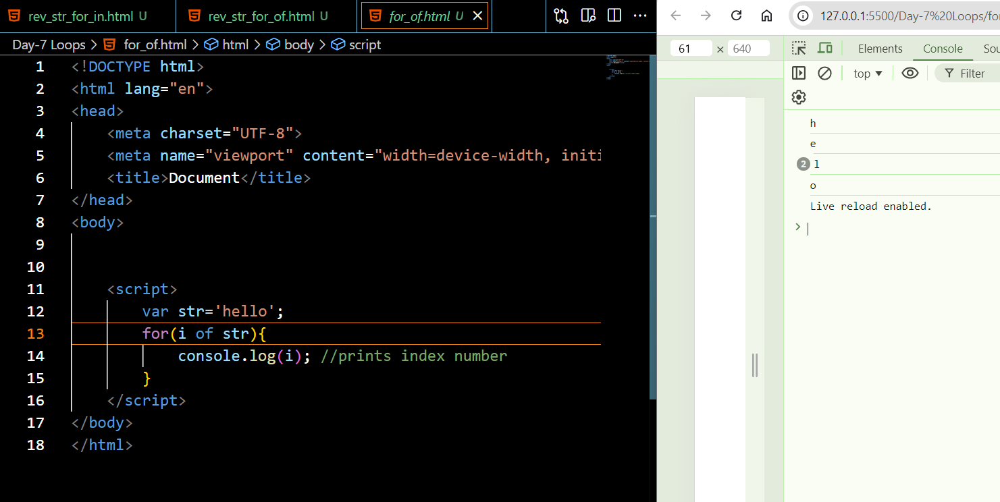 rev_str_for_in.html U rev_str_for_of.html U for_of.html U
Day-7 Loops > for_of.html > html > body > script
1 <!DOCTYPE html>
2 <html lang="en">
3 <head>
4 <meta charset="UTF-8">
5 <meta name="viewport" content="width=device-width, initi
6 <title>Document</title>
7 </head>
8 <body>
9
10
11 <script>
12 var str='hello';
13 for(i of str){
14 console.log(i); //prints index number
15 }
16 </script>
17 </body>
18 </html>
127.0.0.1:5500/Day-7%20Loops/for
61 × 640
Elements Console Sou
top ▼ Filter
h
e
2 l
o
Live reload enabled.
>